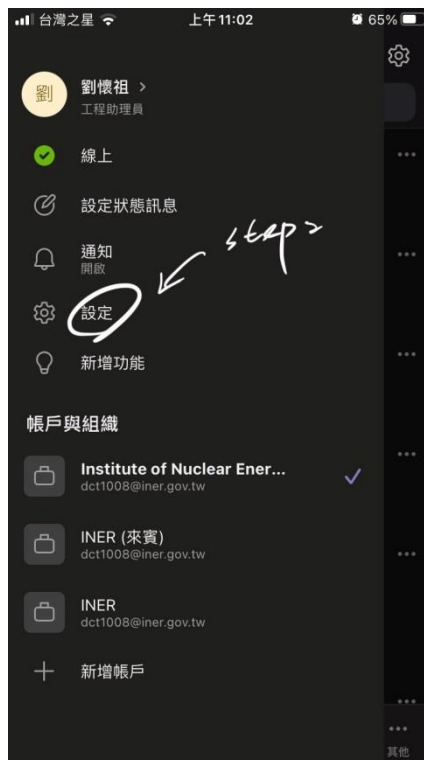 台灣之星
上午11:02
65%
劉
劉懷祖 >
工程助理員
線上
設定狀態訊息
step 2
通知
開啟
設定
新增功能
帳戶與組織
Institute of Nuclear Ener...
dct1008@iner.gov.tw
INER (來賓)
dct1008@iner.gov.tw
INER
dct1008@iner.gov.tw
新增帳戶
其他